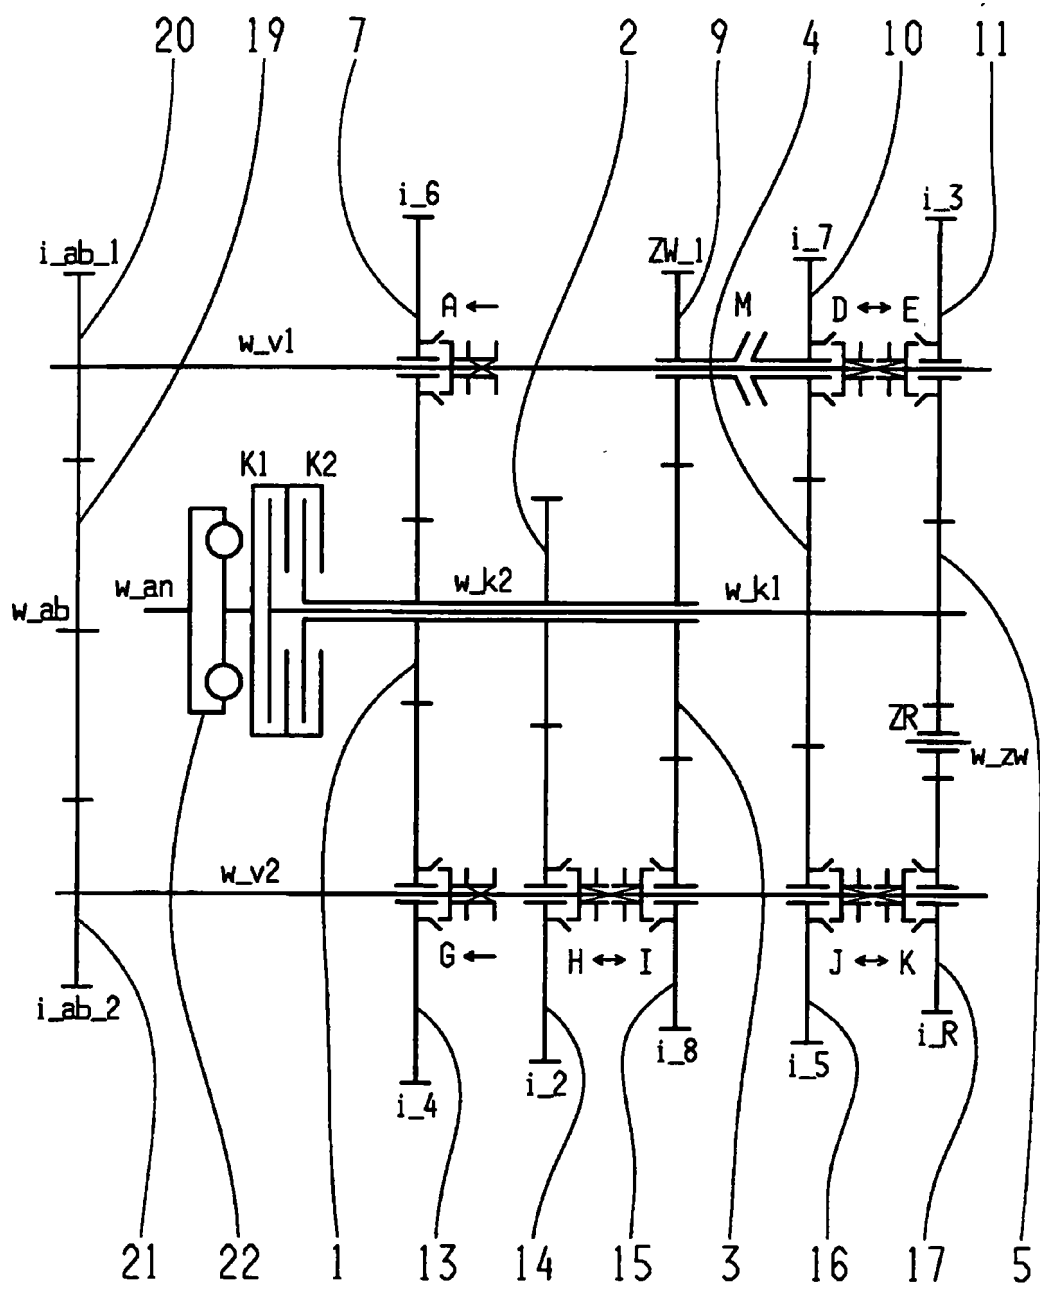 20 19 7 2 9 4 10 11
i_6 i_3
i_ab_1 ZW_1 i_7
A M D E
w_v1
K1 K2
w_an w_k2 w_k1
w_ab
ZR
w_zw
w_v2
G H I J K
i_ab_2 i_8 i_5 i_R
i_4 i_2
21 22 1 13 14 15 3 16 17 5